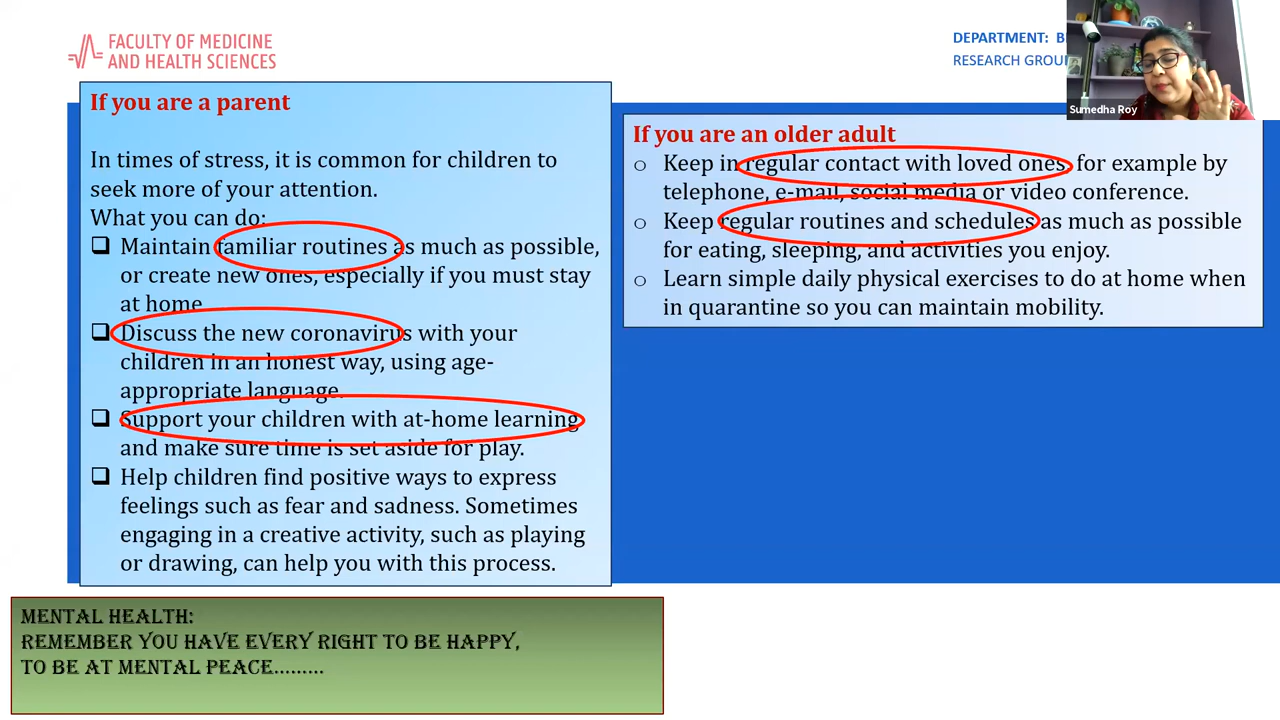 FACULTY OF MEDICINE
AND HEALTH SCIENCES
DEPARTMENT:
RESEARCH
Sumedha Roy
If you are a parent
In times of stress, it is common for children to
seek more of your attention.
What you can do:
❑ Maintain familiar routines as much as possible,
or create new ones, especially if you must stay
at home.
❑ Discuss the new coronavirus with your
children in an honest way, using age-
appropriate language.
❑ Support your children with at-home learning
and make sure time is set aside for play.
❑ Help children find positive ways to express
feelings such as fear and sadness. Sometimes
engaging in a creative activity, such as playing
or drawing, can help you with this process.
If you are an older adult
o Keep in regular contact with loved ones, for example by
telephone, e-mail, social media or video conference.
o Keep regular routines and schedules as much as possible
for eating, sleeping, and activities you enjoy.
o Learn simple daily physical exercises to do at home when
in quarantine so you can maintain mobility.
MENTAL HEALTH:
REMEMBER YOU HAVE EVERY RIGHT TO BE HAPPY,
TO BE AT MENTAL PEACE.........